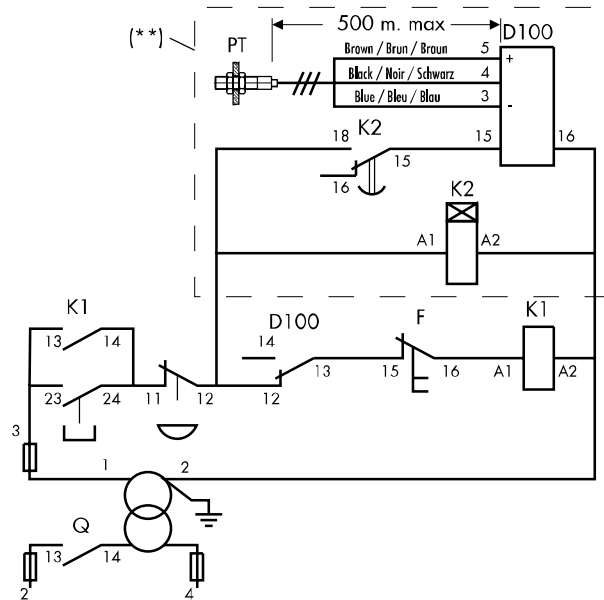 500 m. max
D100
(**)
PT
Brown / Brun / Braun
5
+
Black / Noir / Schwarz
4
Blue / Bleu / Blau
3
-
K2
18
15
16
15
16
K2
A1
A2
K1
13
14
D100
14
F
K1
23
24
11
12
12
13
15
16
A1
A2
3
1
2
Q
13
14
2
4